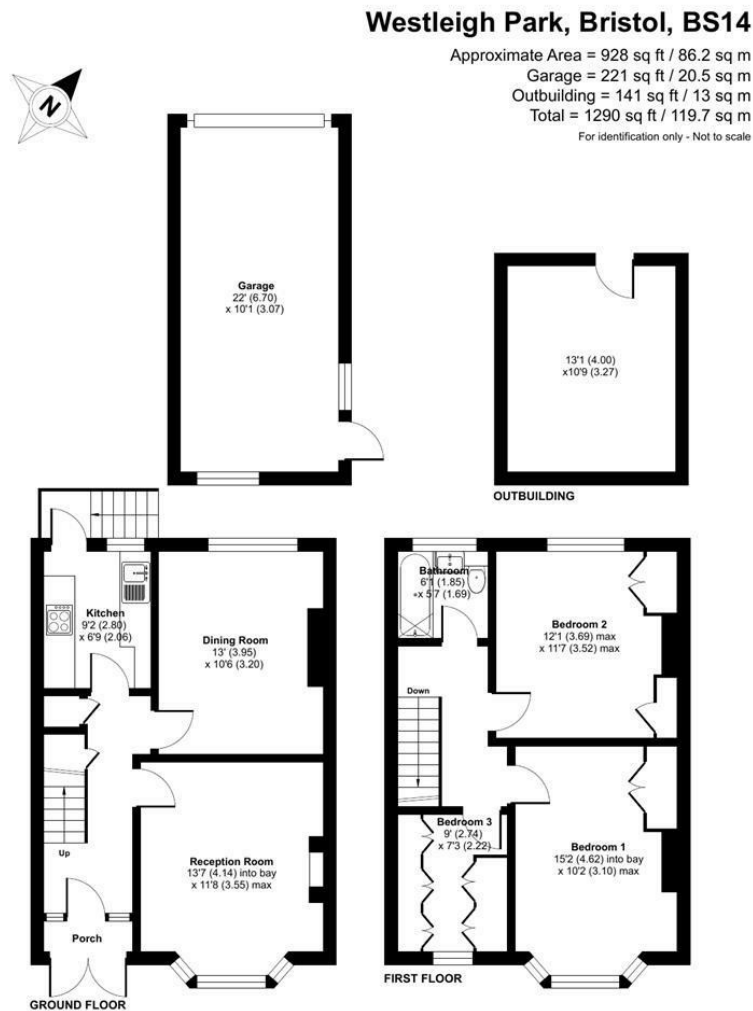 Westleigh Park, Bristol, BS14
Approximate Area = 928 sq ft / 86.2 sq m
Garage = 221 sq ft / 20.5 sq m
Outbuilding = 141 sq ft / 13 sq m
Total = 1290 sq ft / 119.7 sq m
For identification only - Not to scale
N
Garage
22' (6.70)
x 10'1 (3.07)
13'1 (4.00)
x10'9 (3.27)
OUTBUILDING
Kitchen
9'2 (2.80)
x 6'9 (2.06)
Dining Room
13' (3.95)
x 10'6 (3.20)
Up
Reception Room
13'7 (4.14) into bay
x 11'8 (3.55) max
Porch
GROUND FLOOR
Bathroom
6'1 (1.85)
x 5'7 (1.69)
Bedroom 2
12'1 (3.69) max
x 11'7 (3.52) max
Down
Bedroom 3
9' (2.74)
x 7'3 (2.22)
Bedroom 1
15'2 (4.62) into bay
x 10'2 (3.10) max
FIRST FLOOR